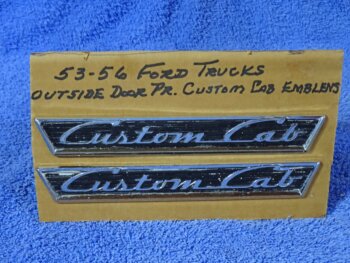 53-56 FORD TRUCKS
OUTSIDE DOOR PR. CUSTOM CAB EMBLEMS
Custom Cab
Custom Cab